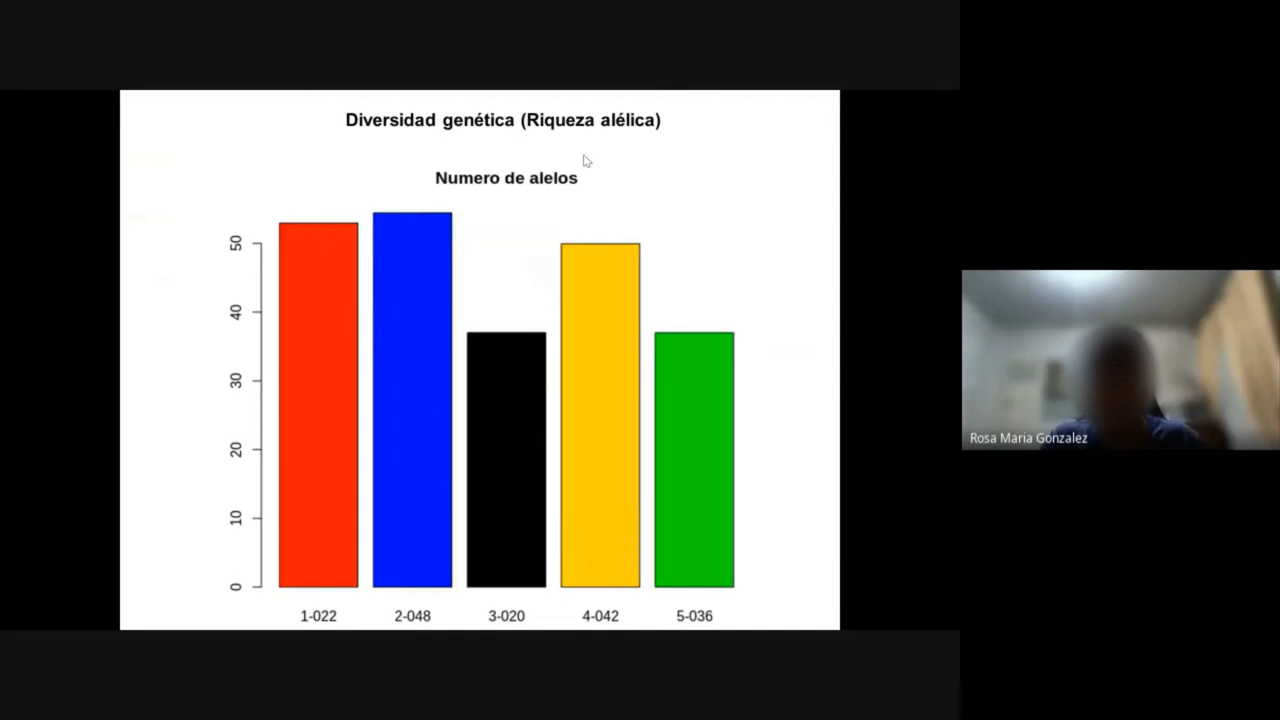 Diversidad genética (Riqueza alélica)
Numero de alelos
50
40
30
20
10
0
1-022 2-048 3-020 4-042 5-036
Rosa Maria Gonzalez